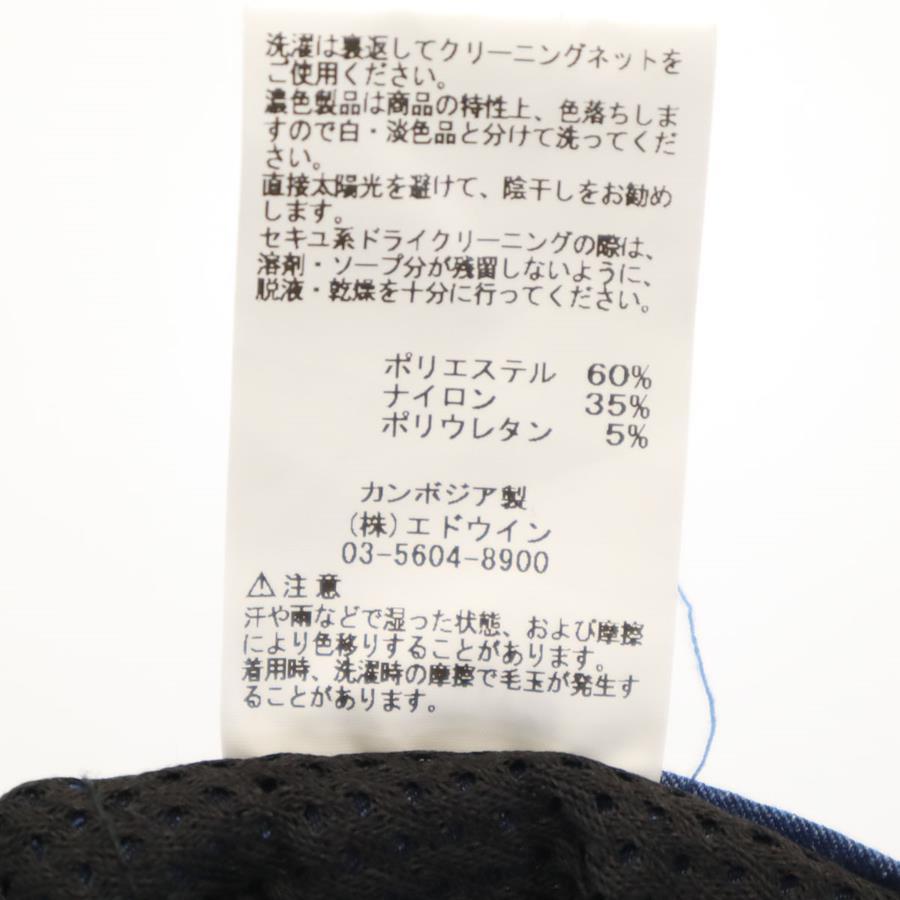 洗濯は裏返してクリーニングネットを
ご使用ください。
濃色製品は商品の特性上、色落ちしま
すので白・淡色品と分けて洗ってくだ
さい。
直接太陽光を避けて、陰干しをお勧め
します。
セキユ系ドライクリーニングの際は、
溶剤・ソープ分が残留しないように、
脱液・乾燥を十分に行ってください。
ポリエステル 60%
ナイロン 35%
ポリウレタン 5%
カンボジア製
(株)エドウイン
03-5604-8900
⚠注意
汗や雨などで湿った状態、および摩擦
により色移りすることがあります。
着用時、洗濯時の摩擦で毛玉が発生す
ることがあります。